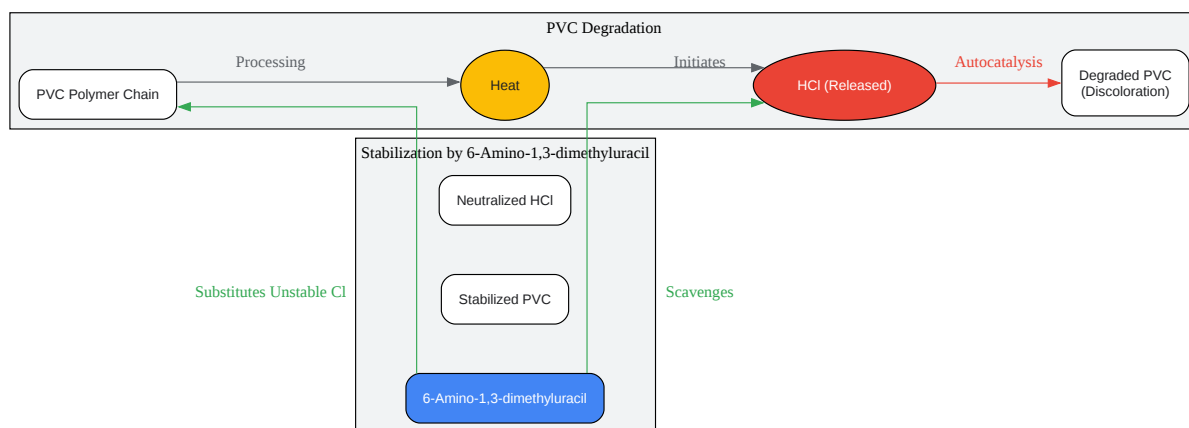 PVC Degradation
Processing
Initiates
Autocatalysis
PVC Polymer Chain
Heat
HCl (Released)
Degraded PVC
(Discoloration)
Stabilization by 6-Amino-1,3-dimethyluracil
Neutralized HCl
Substitutes Unstable Cl
Stabilized PVC
Scavenges
6-Amino-1,3-dimethyluracil